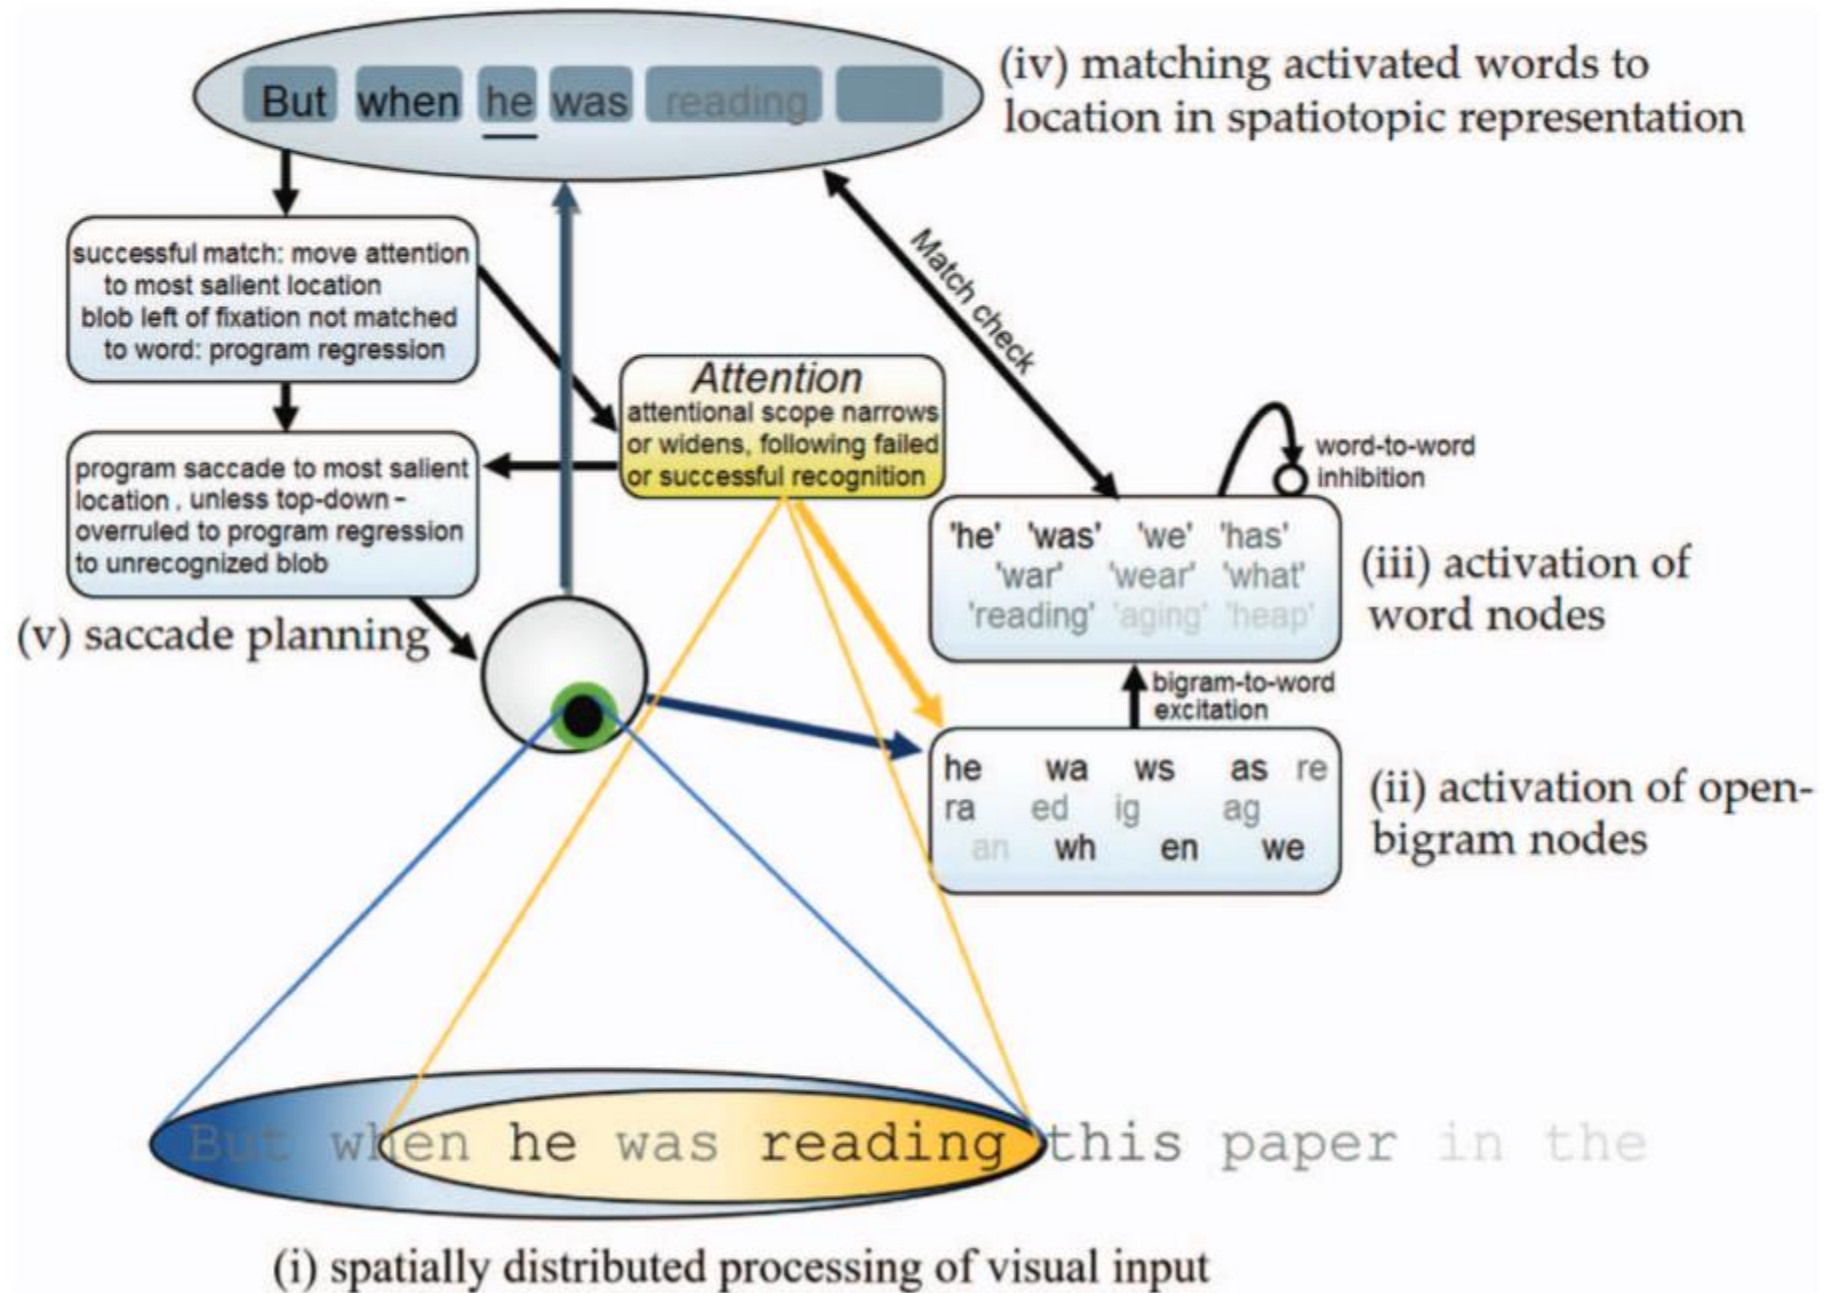 But when he was reading
(iv) matching activated words to
location in spatiotopic representation
successful match: move attention
to most salient location
blob left of fixation not matched
to word: program regression
Match check
Attention
attentional scope narrows
or widens, following failed
or successful recognition
word-to-word
inhibition
program saccade to most salient
location , unless top-down -
overruled to program regression
to unrecognized blob
'he' 'was' 'we' 'has'
'war' 'wear' 'what'
'reading' 'aging' 'heap'
(iii) activation of
word nodes
(v) saccade planning
bigram-to-word
excitation
he wa ws as re
ra ed ig ag
an wh en we
(ii) activation of open-
bigram nodes
But when he was reading this paper in the
(i) spatially distributed processing of visual input